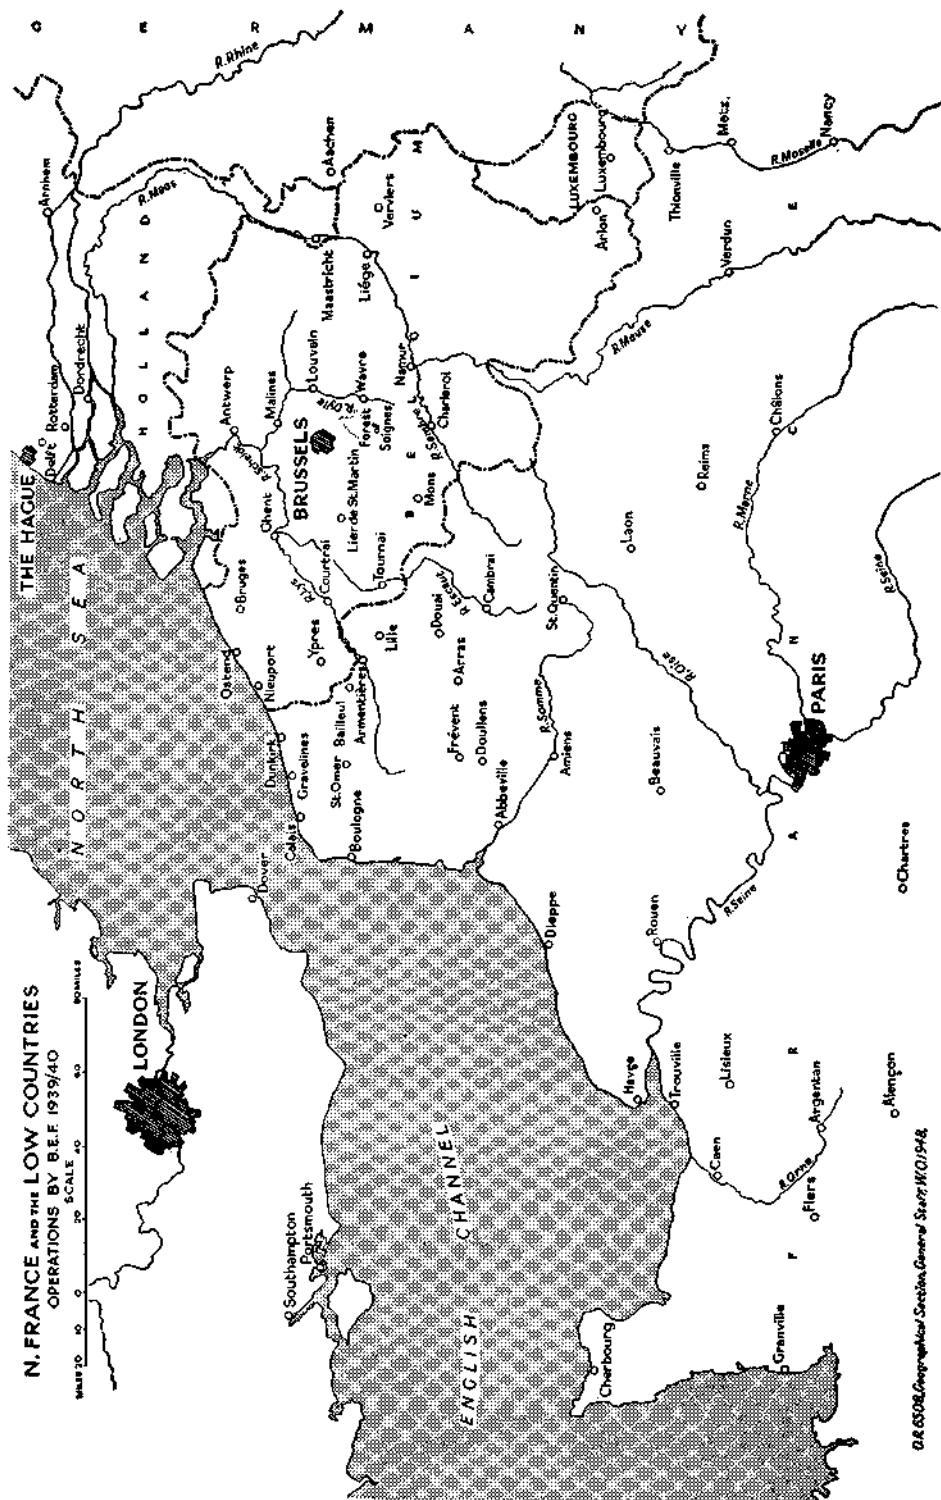 N. FRANCE AND THE LOW COUNTRIES
OPERATIONS BY B.E.F. 1939/40
SCALE
MILES 20 10 0 20 40 60 80 MILES
LONDON
Dover
Southampton
Portsmouth
NORTH SEA
ENGLISH CHANNEL
THE HAGUE
Delft
Rotterdam
Dordrecht
Arnhem
R. Rhine
R. Maas
HOLLAND
GERMANY
Ostend
Nieuport
Bruges
Ghent
Antwerp
R. Scheldt
Malines
BRUSSELS
Louvain
R. Dyle
Wavre
Forest
of
Soignes
Lier de St. Martin
Maastricht
Aachen
Liége
Verviers
Dunkirk
Gravelines
Calais
Boulogne
St. Omer
Bailleul
Armentières
Ypres
R. Lys
Courtrai
Tournai
Lille
Mons
Charleroi
R. Sambre
Namur
BELGIUM
Douai
R. Escaut
Cambrai
Arras
Frévent
Doullens
Abbeville
R. Somme
Amiens
St. Quentin
LUXEMBOURG
Luxembourg
Arlon
Thionville
Metz.
R. Moselle
Nancy
Verdun
R. Meuse
Dieppe
Rouen
R. Seine
Beauvais
R. Oise
Laon
Reims
R. Marne
Châlons
R. Seine
PARIS
Chartres
Havre
Trouville
Lisieux
Caen
R. Orne
Argentan
Flers
Alençon
Cherbourg
Granville
FRANCE
O.R. 6508, Geographical Section, General Staff, W.O. 1948.